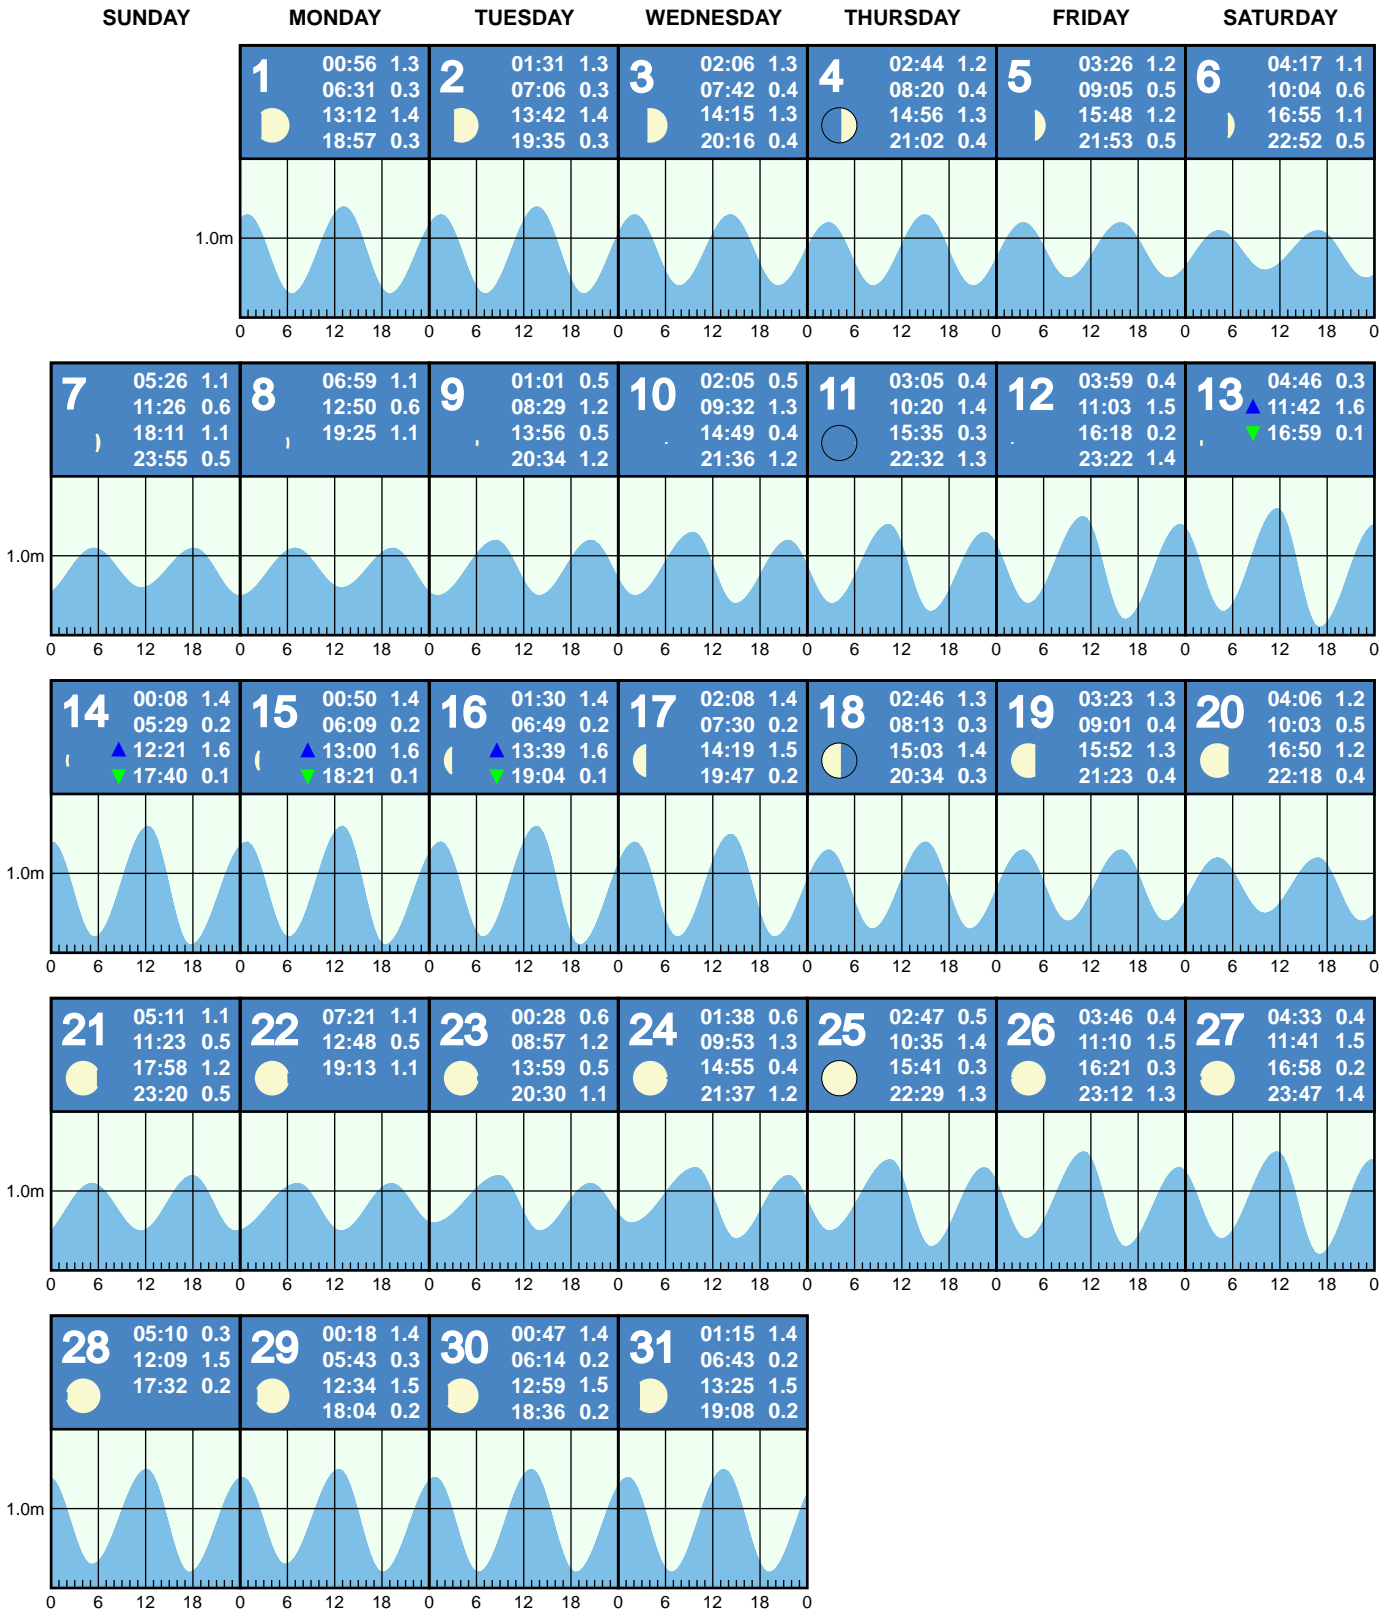 SUNDAY MONDAY TUESDAY WEDNESDAY THURSDAY FRIDAY SATURDAY
1 00:56 1.3
06:31 0.3
13:12 1.4
18:57 0.3
2 01:31 1.3
07:06 0.3
13:42 1.4
19:35 0.3
3 02:06 1.3
07:42 0.4
14:15 1.3
20:16 0.4
4 02:44 1.2
08:20 0.4
14:56 1.3
21:02 0.4
5 03:26 1.2
09:05 0.5
15:48 1.2
21:53 0.5
6 04:17 1.1
10:04 0.6
16:55 1.1
22:52 0.5
1.0m
0 6 12 18 0 6 12 18 0 6 12 18 0 6 12 18 0 6 12 18 0 6 12 18 0
7 05:26 1.1
11:26 0.6
18:11 1.1
23:55 0.5
8 06:59 1.1
12:50 0.6
19:25 1.1
9 01:01 0.5
08:29 1.2
13:56 0.5
20:34 1.2
10 02:05 0.5
09:32 1.3
14:49 0.4
21:36 1.2
11 03:05 0.4
10:20 1.4
15:35 0.3
22:32 1.3
12 03:59 0.4
11:03 1.5
16:18 0.2
23:22 1.4
13 04:46 0.3
11:42 1.6
16:59 0.1
1.0m
0 6 12 18 0 6 12 18 0 6 12 18 0 6 12 18 0 6 12 18 0 6 12 18 0 6 12 18 0
14 00:08 1.4
05:29 0.2
12:21 1.6
17:40 0.1
15 00:50 1.4
06:09 0.2
13:00 1.6
18:21 0.1
16 01:30 1.4
06:49 0.2
13:39 1.6
19:04 0.1
17 02:08 1.4
07:30 0.2
14:19 1.5
19:47 0.2
18 02:46 1.3
08:13 0.3
15:03 1.4
20:34 0.3
19 03:23 1.3
09:01 0.4
15:52 1.3
21:23 0.4
20 04:06 1.2
10:03 0.5
16:50 1.2
22:18 0.4
1.0m
0 6 12 18 0 6 12 18 0 6 12 18 0 6 12 18 0 6 12 18 0 6 12 18 0 6 12 18 0
21 05:11 1.1
11:23 0.5
17:58 1.2
23:20 0.5
22 07:21 1.1
12:48 0.5
19:13 1.1
23 00:28 0.6
08:57 1.2
13:59 0.5
20:30 1.1
24 01:38 0.6
09:53 1.3
14:55 0.4
21:37 1.2
25 02:47 0.5
10:35 1.4
15:41 0.3
22:29 1.3
26 03:46 0.4
11:10 1.5
16:21 0.3
23:12 1.3
27 04:33 0.4
11:41 1.5
16:58 0.2
23:47 1.4
1.0m
0 6 12 18 0 6 12 18 0 6 12 18 0 6 12 18 0 6 12 18 0 6 12 18 0 6 12 18 0
28 05:10 0.3
12:09 1.5
17:32 0.2
29 00:18 1.4
05:43 0.3
12:34 1.5
18:04 0.2
30 00:47 1.4
06:14 0.2
12:59 1.5
18:36 0.2
31 01:15 1.4
06:43 0.2
13:25 1.5
19:08 0.2
1.0m
0 6 12 18 0 6 12 18 0 6 12 18 0 6 12 18 0